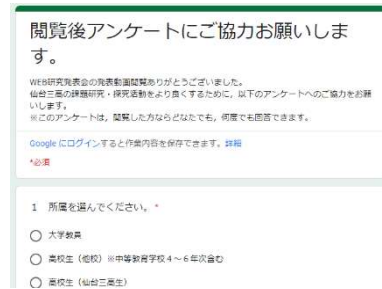 閲覧後アンケートにご協力お願いしま
す。
WEB研究発表会の発表動画閲覧ありがとうございました。
仙台三高の課題研究・探究活動をより良くするために、以下のアンケートへのご協力をお願
いします。
※このアンケートは、閲覧した方ならどなたでも、何度でも回答できます。
Google にログインすると作業内容を保存できます。詳細
*必須
1 所属を選んでください。 *
大学教員
高校生（他校）※中等教育学校４～６年次含む
高校生（仙台三高生）